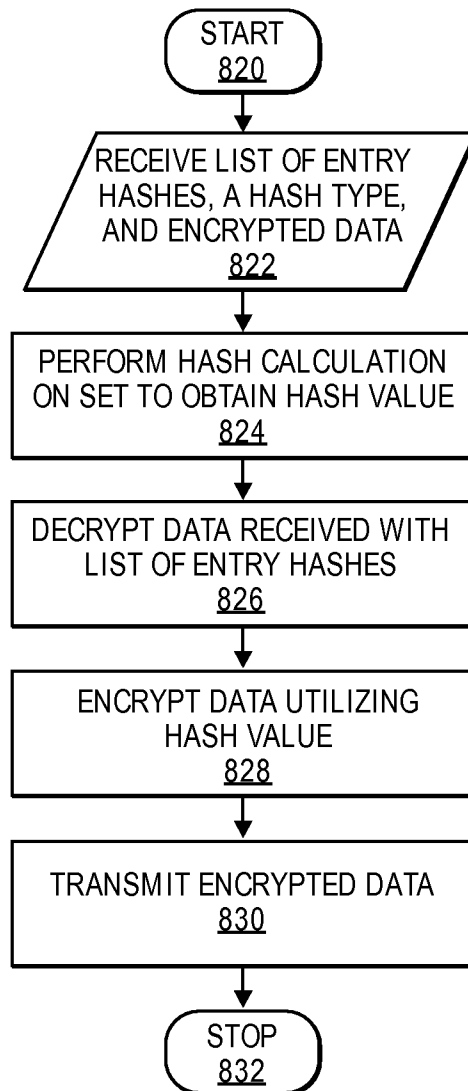 START
820
RECEIVE LIST OF ENTRY
HASHES, A HASH TYPE,
AND ENCRYPTED DATA
822
PERFORM HASH CALCULATION
ON SET TO OBTAIN HASH VALUE
824
DECRYPT DATA RECEIVED WITH
LIST OF ENTRY HASHES
826
ENCRYPT DATA UTILIZING
HASH VALUE
828
TRANSMIT ENCRYPTED DATA
830
STOP
832